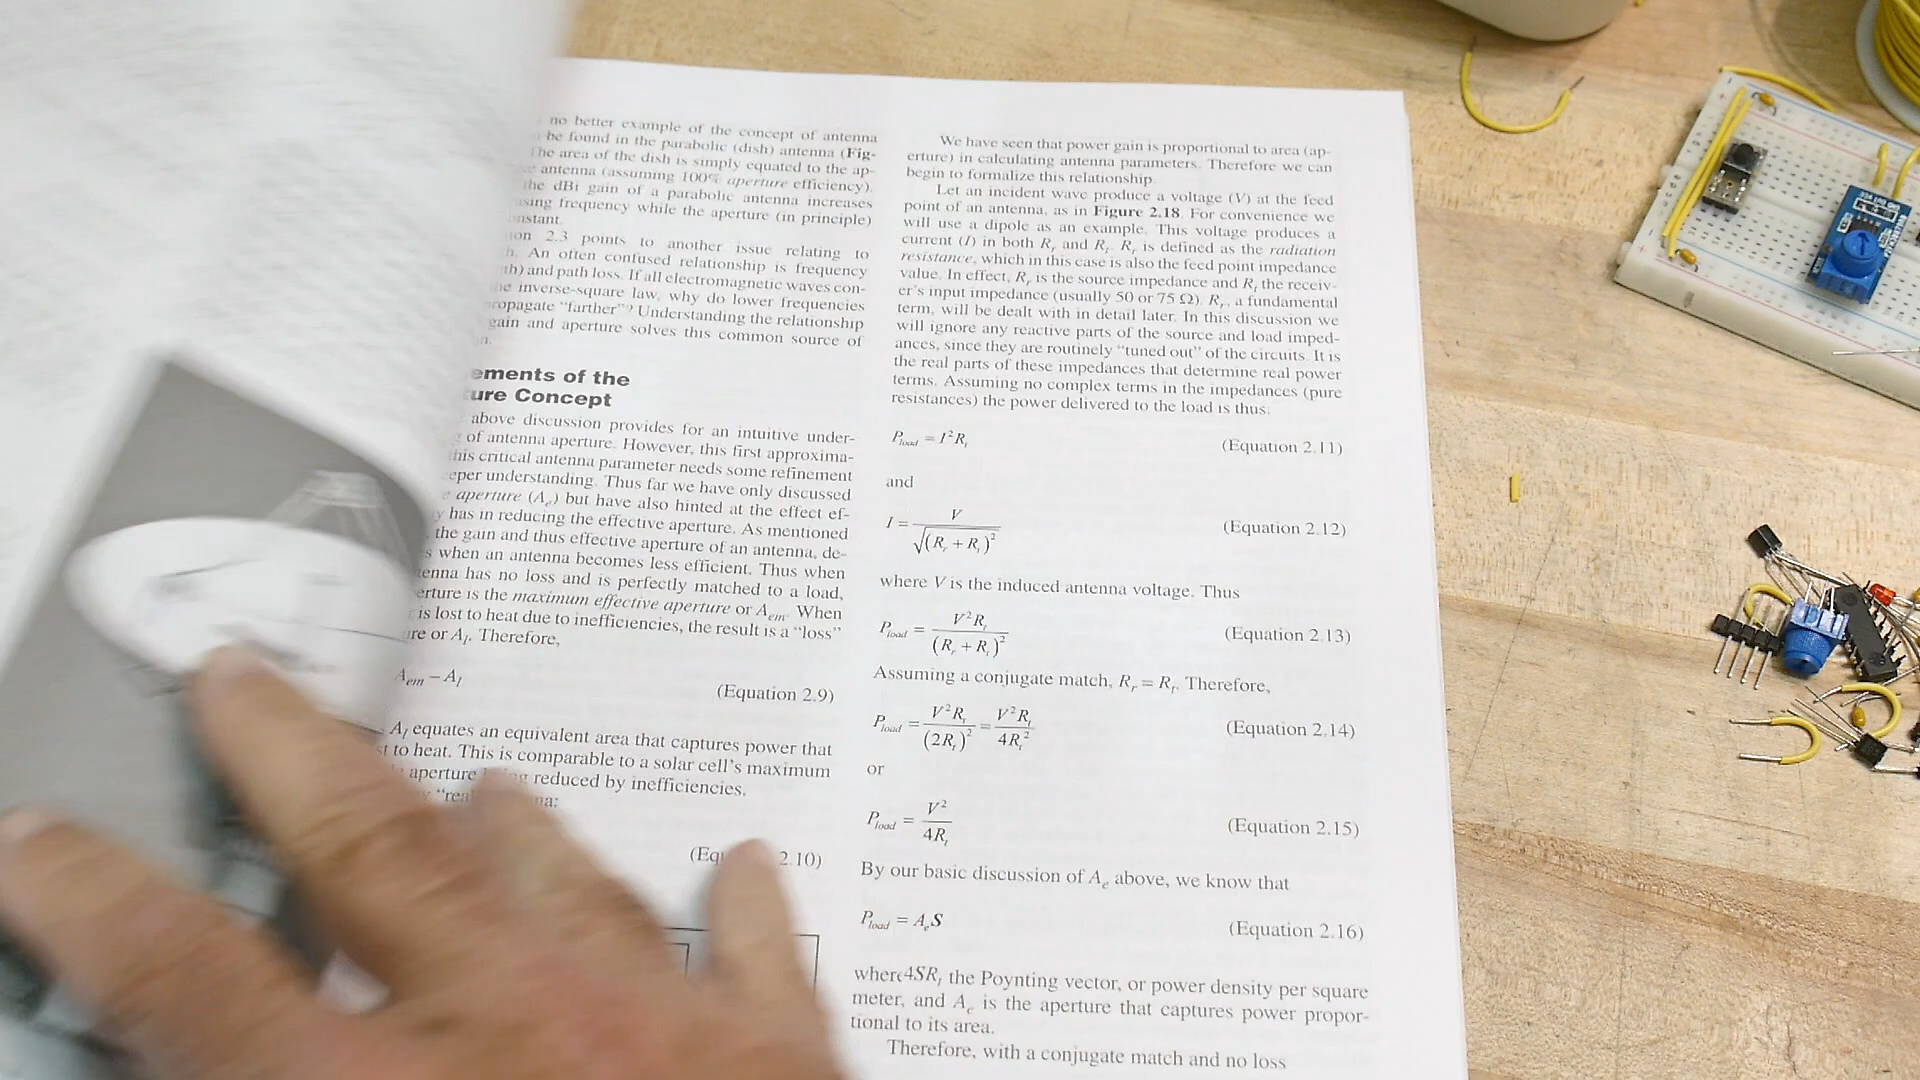 no better example of the concept of antenna
be found in the parabolic (dish) antenna (Fig-
he area of the dish is simply equated to the ap-
antenna (assuming 100% aperture efficiency).
the dBi gain of a parabolic antenna increases
sing frequency while the aperture (in principle)
nstant.
on 2.3 points to another issue relating to
h. An often confused relationship is frequency
th) and path loss. If all electromagnetic waves con-
he inverse-square law, why do lower frequencies
ropagate "farther"? Understanding the relationship
gain and aperture solves this common source of
n.
ements of the
ure Concept
above discussion provides for an intuitive under-
of antenna aperture. However, this first approxima-
his critical antenna parameter needs some refinement
eper understanding. Thus far we have only discussed
e aperture (Aₑ) but have also hinted at the effect ef-
y has in reducing the effective aperture. As mentioned
, the gain and thus effective aperture of an antenna, de-
s when an antenna becomes less efficient. Thus when
tenna has no loss and is perfectly matched to a load,
erture is the maximum effective aperture or Aem. When
is lost to heat due to inefficiencies, the result is a "loss"
ure or Al. Therefore,
Aem − Al
(Equation 2.9)
Al equates an equivalent area that captures power that
st to heat. This is comparable to a solar cell's maximum
aperture reduced by inefficiencies.
"rea na:
(Equ 2.10)
We have seen that power gain is proportional to area (ap-
erture) in calculating antenna parameters. Therefore we can
begin to formalize this relationship.
Let an incident wave produce a voltage (V) at the feed
point of an antenna, as in Figure 2.18. For convenience we
will use a dipole as an example. This voltage produces a
current (I) in both Rr and Rt. Rr is defined as the radiation
resistance, which in this case is also the feed point impedance
value. In effect, Rr is the source impedance and Rt the receiv-
er's input impedance (usually 50 or 75 Ω). Rr, a fundamental
term, will be dealt with in detail later. In this discussion we
will ignore any reactive parts of the source and load imped-
ances, since they are routinely "tuned out" of the circuits. It is
the real parts of these impedances that determine real power
terms. Assuming no complex terms in the impedances (pure
resistances) the power delivered to the load is thus:
Pload = I²Rt (Equation 2.11)
and
I = V / √(Rr + Rt)² (Equation 2.12)
where V is the induced antenna voltage. Thus
Pload = V²Rt / (Rr + Rt)² (Equation 2.13)
Assuming a conjugate match, Rr = Rt. Therefore,
Pload = V²Rt / (2Rt)² = V²Rt / 4Rt² (Equation 2.14)
or
Pload = V² / 4Rt (Equation 2.15)
By our basic discussion of Aₑ above, we know that
Pload = AₑS (Equation 2.16)
where4SRt the Poynting vector, or power density per square
meter, and Aₑ is the aperture that captures power propor-
tional to its area.
Therefore, with a conjugate match and no loss